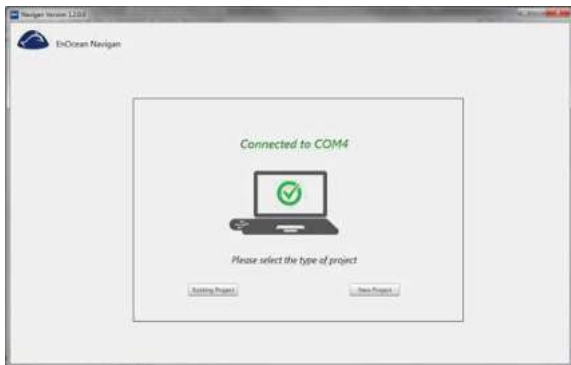 Navigan Version 1.2.0.0
EnOcean Navigan
Connected to COM4
Please select the type of project
Existing Project
New Project